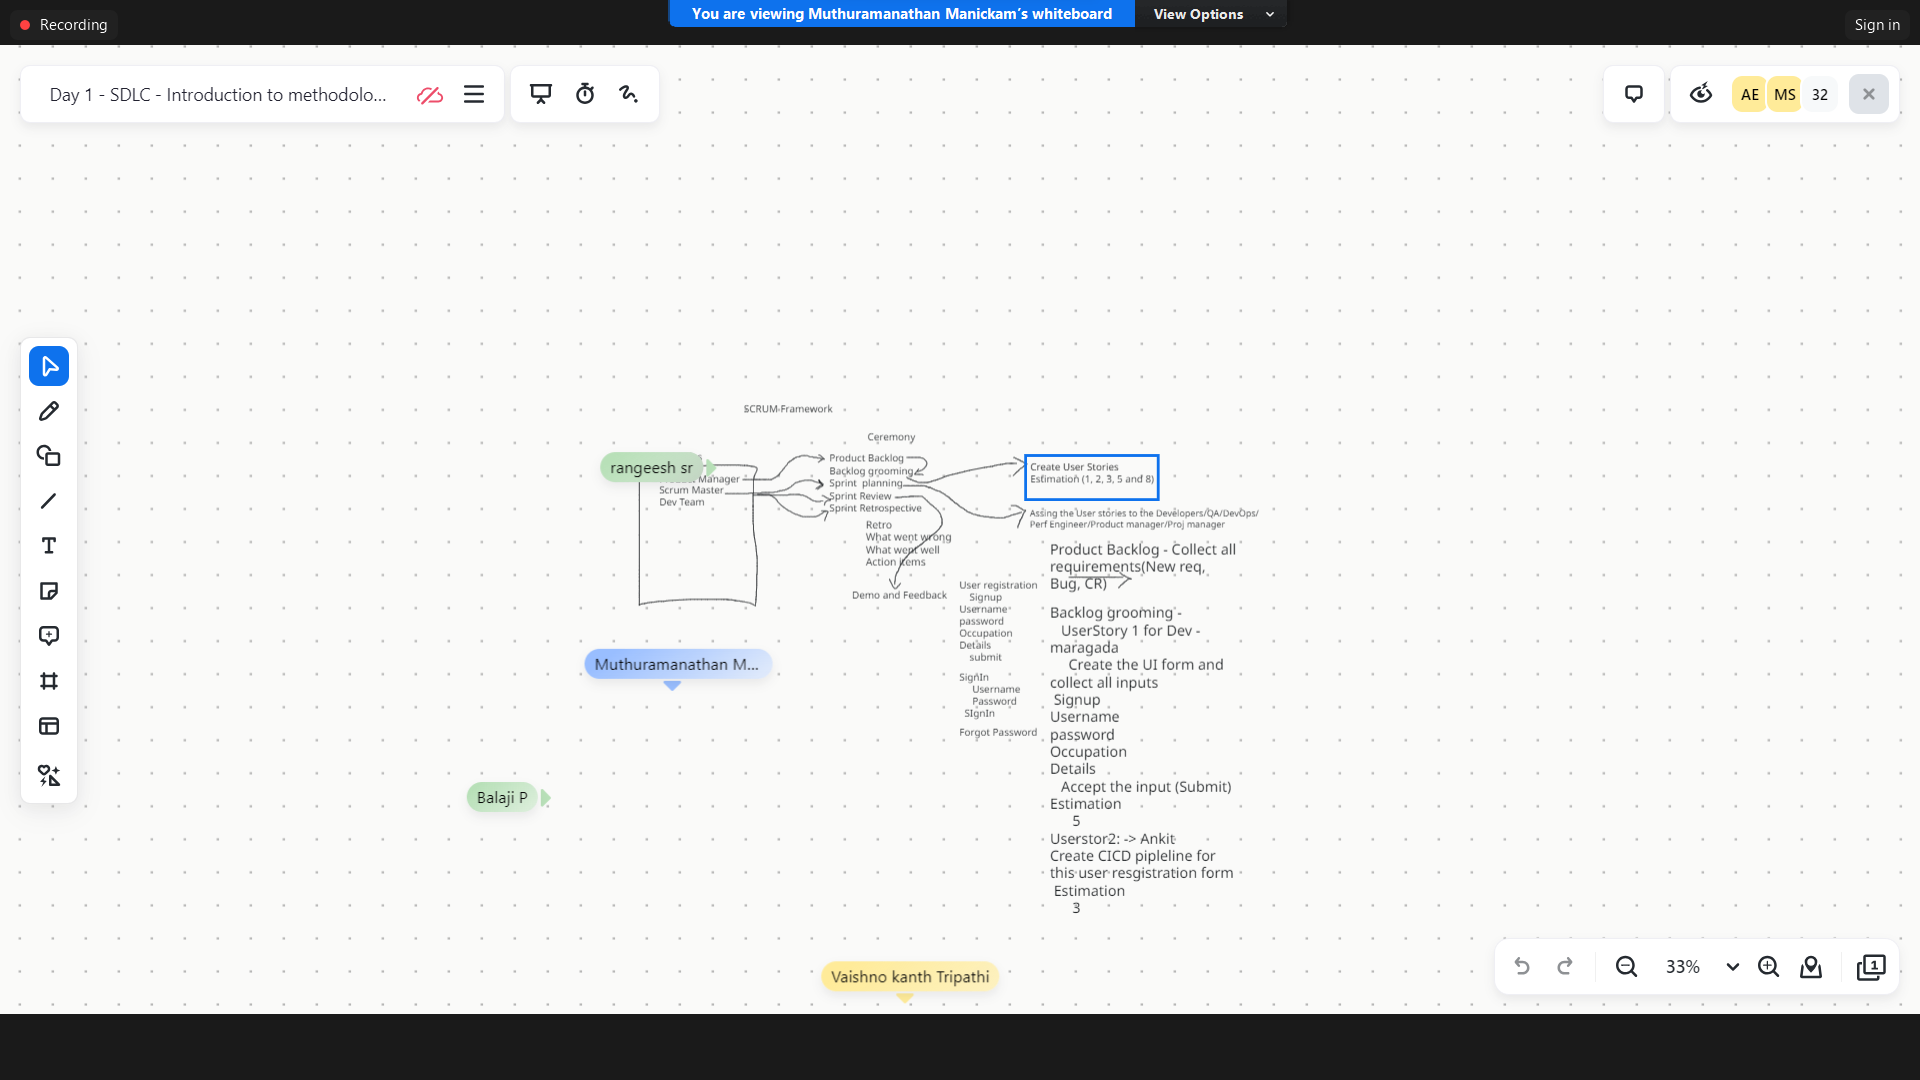 Recording
You are viewing Muthuramanathan Manickam's whiteboard
View Options
Sign in
Day 1 - SDLC - Introduction to methodolo...
AE
MS
32
SCRUM-Framework
Ceremony
rangeesh sr
Manager
Scrum Master
Dev Team
Product Backlog
Backlog grooming
Sprint planning
Sprint Review
Sprint Retrospective
Retro
What went wrong
What went well
Action items
Demo and Feedback
Create User Stories
Estimation (1, 2, 3, 5 and 8)
Assing the User stories to the Developers/QA/DevOps/
Perf Engineer/Product manager/Proj manager
User registration
Signup
Username
password
Occupation
Details
submit
SignIn
Username
Password
SIgnIn
Forgot Password
Product Backlog - Collect all
requirements(New req,
Bug, CR)
Backlog grooming -
UserStory 1 for Dev -
maragada
Create the UI form and
collect all inputs
Signup
Username
password
Occupation
Details
Accept the input (Submit)
Estimation
5
Userstor2: -> Ankit
Create CICD pipleline for
this user resgistration form
Estimation
3
Muthuramanathan M...
Balaji P
Vaishno kanth Tripathi
33%
1